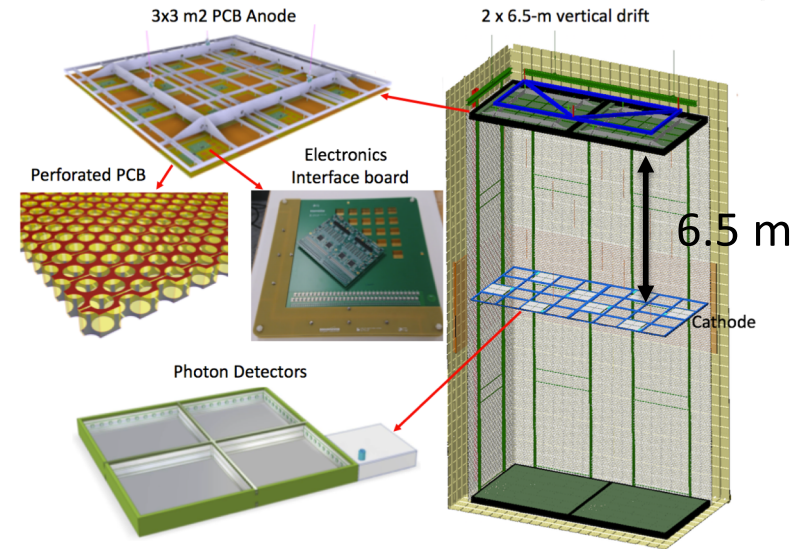 3x3 m2 PCB Anode
2 x 6.5-m vertical drift
Electronics
Interface board
Perforated PCB
6.5 m
Cathode
Photon Detectors